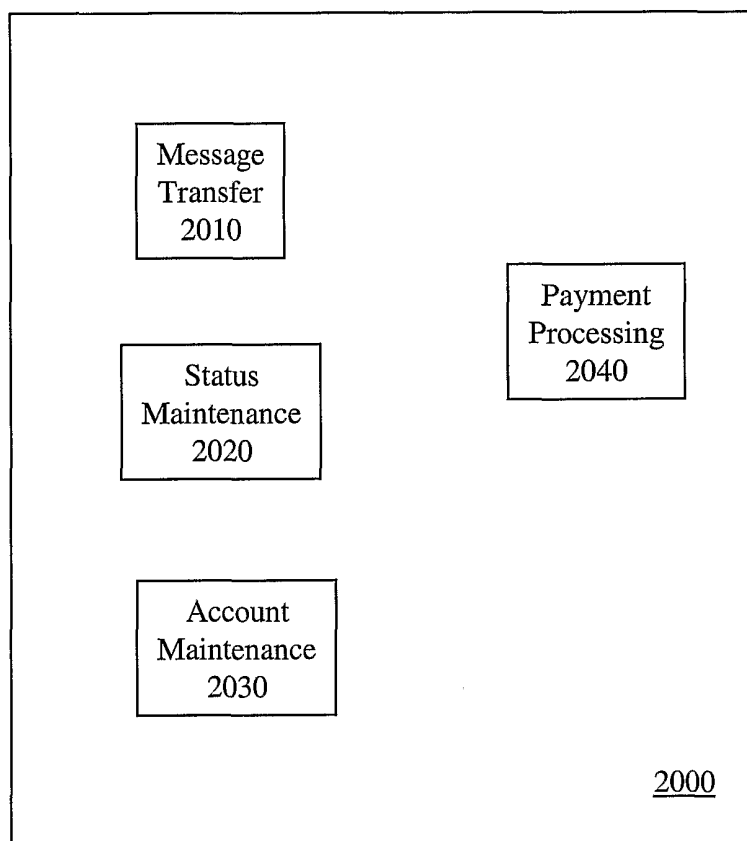 Message
Transfer
2010
Payment
Processing
2040
Status
Maintenance
2020
Account
Maintenance
2030
2000